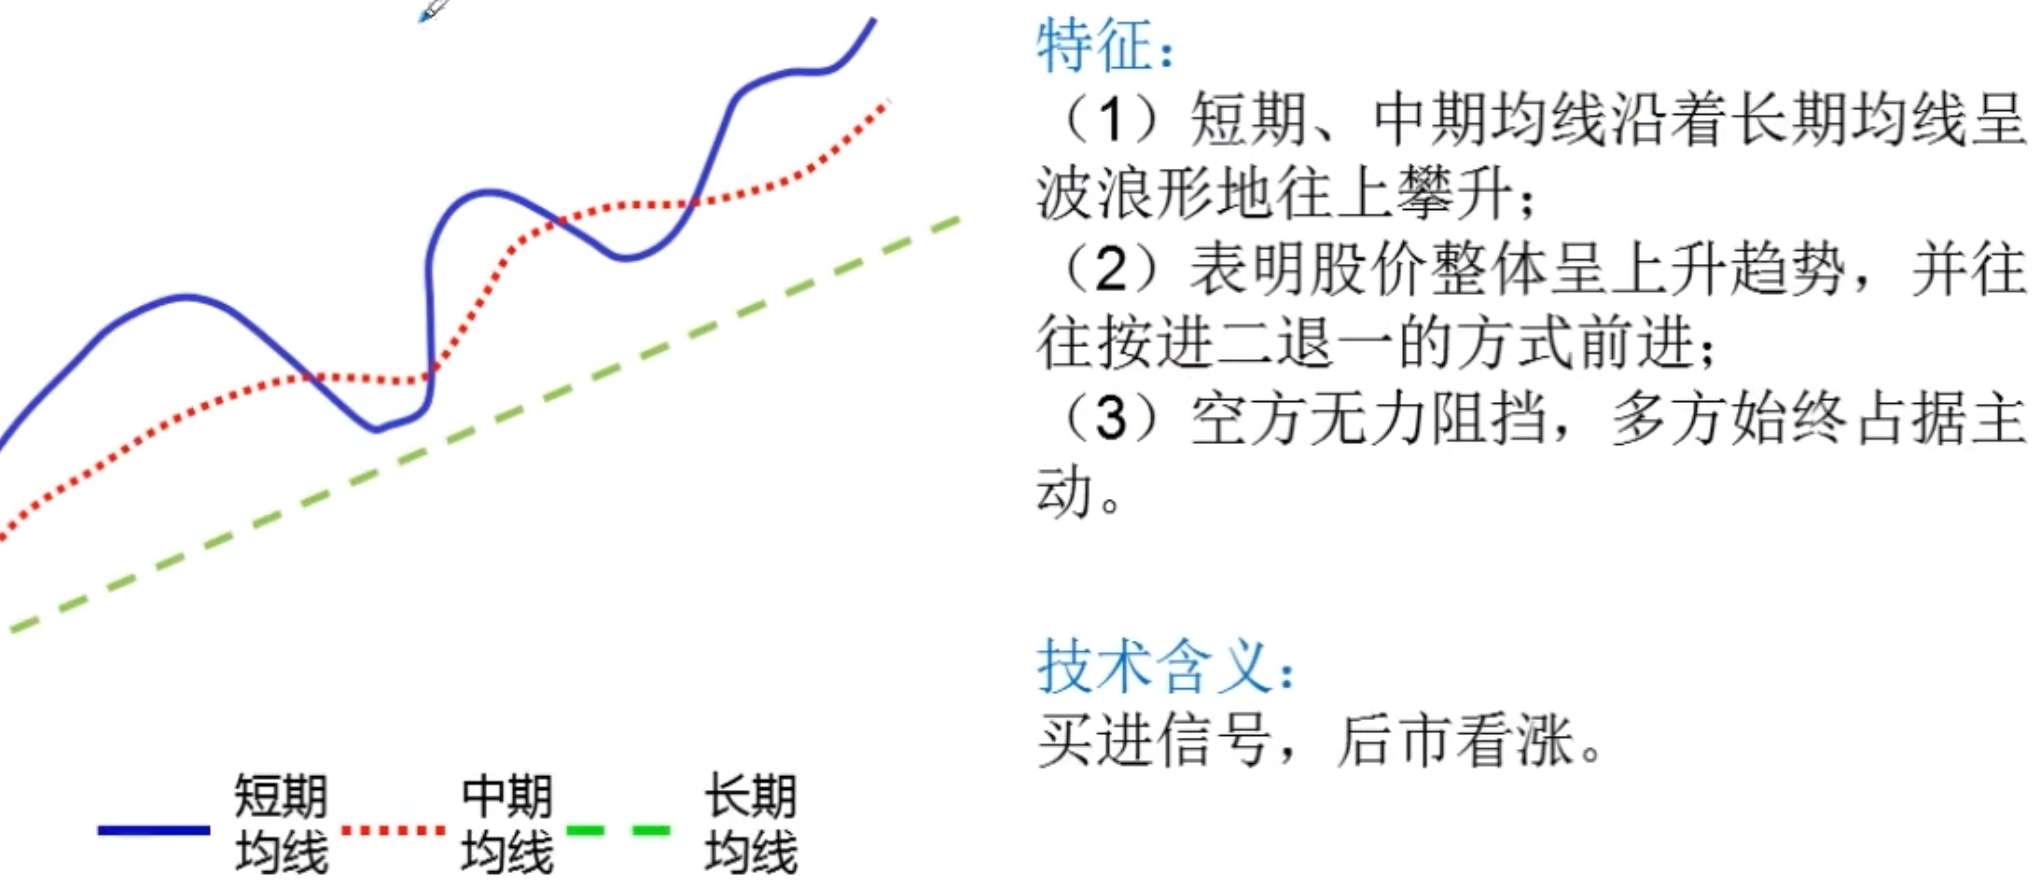 特征：
（1）短期、中期均线沿着长期均线呈
波浪形地往上攀升；
（2）表明股价整体呈上升趋势，并往
往按进二退一的方式前进；
（3）空方无力阻挡，多方始终占据主
动。
技术含义：
买进信号，后市看涨。
短期
均线
中期
均线
长期
均线